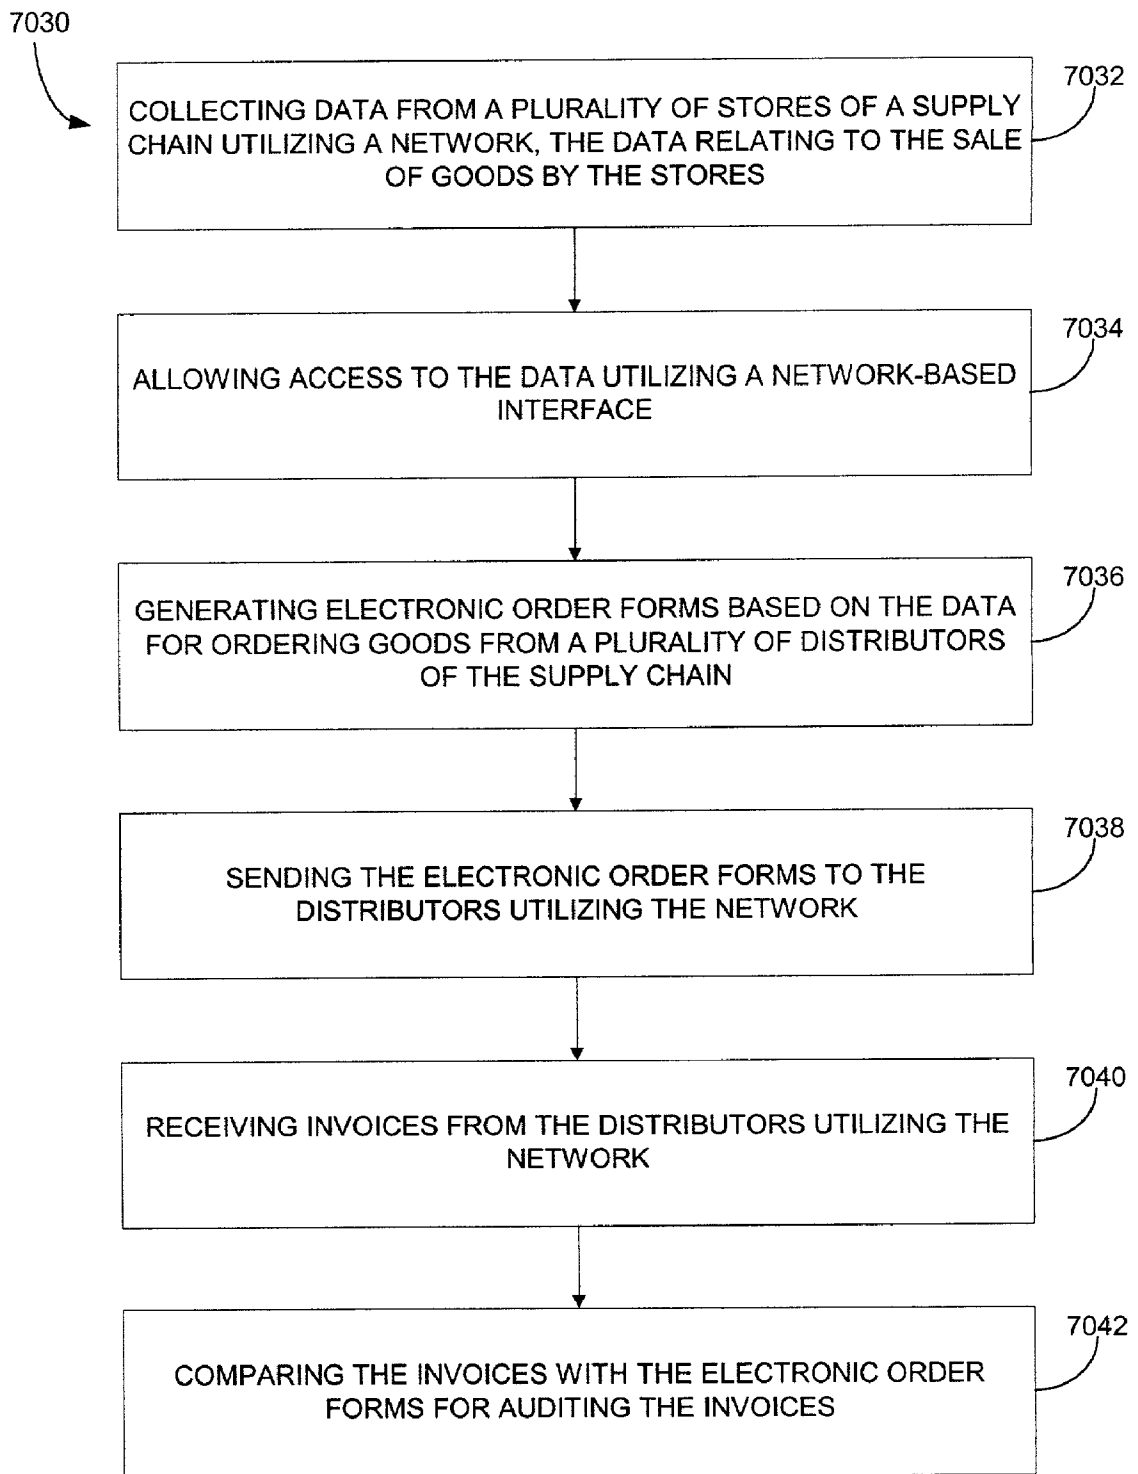 7030
7032
COLLECTING DATA FROM A PLURALITY OF STORES OF A SUPPLY
CHAIN UTILIZING A NETWORK, THE DATA RELATING TO THE SALE
OF GOODS BY THE STORES
7034
ALLOWING ACCESS TO THE DATA UTILIZING A NETWORK-BASED
INTERFACE
7036
GENERATING ELECTRONIC ORDER FORMS BASED ON THE DATA
FOR ORDERING GOODS FROM A PLURALITY OF DISTRIBUTORS
OF THE SUPPLY CHAIN
7038
SENDING THE ELECTRONIC ORDER FORMS TO THE
DISTRIBUTORS UTILIZING THE NETWORK
7040
RECEIVING INVOICES FROM THE DISTRIBUTORS UTILIZING THE
NETWORK
7042
COMPARING THE INVOICES WITH THE ELECTRONIC ORDER
FORMS FOR AUDITING THE INVOICES